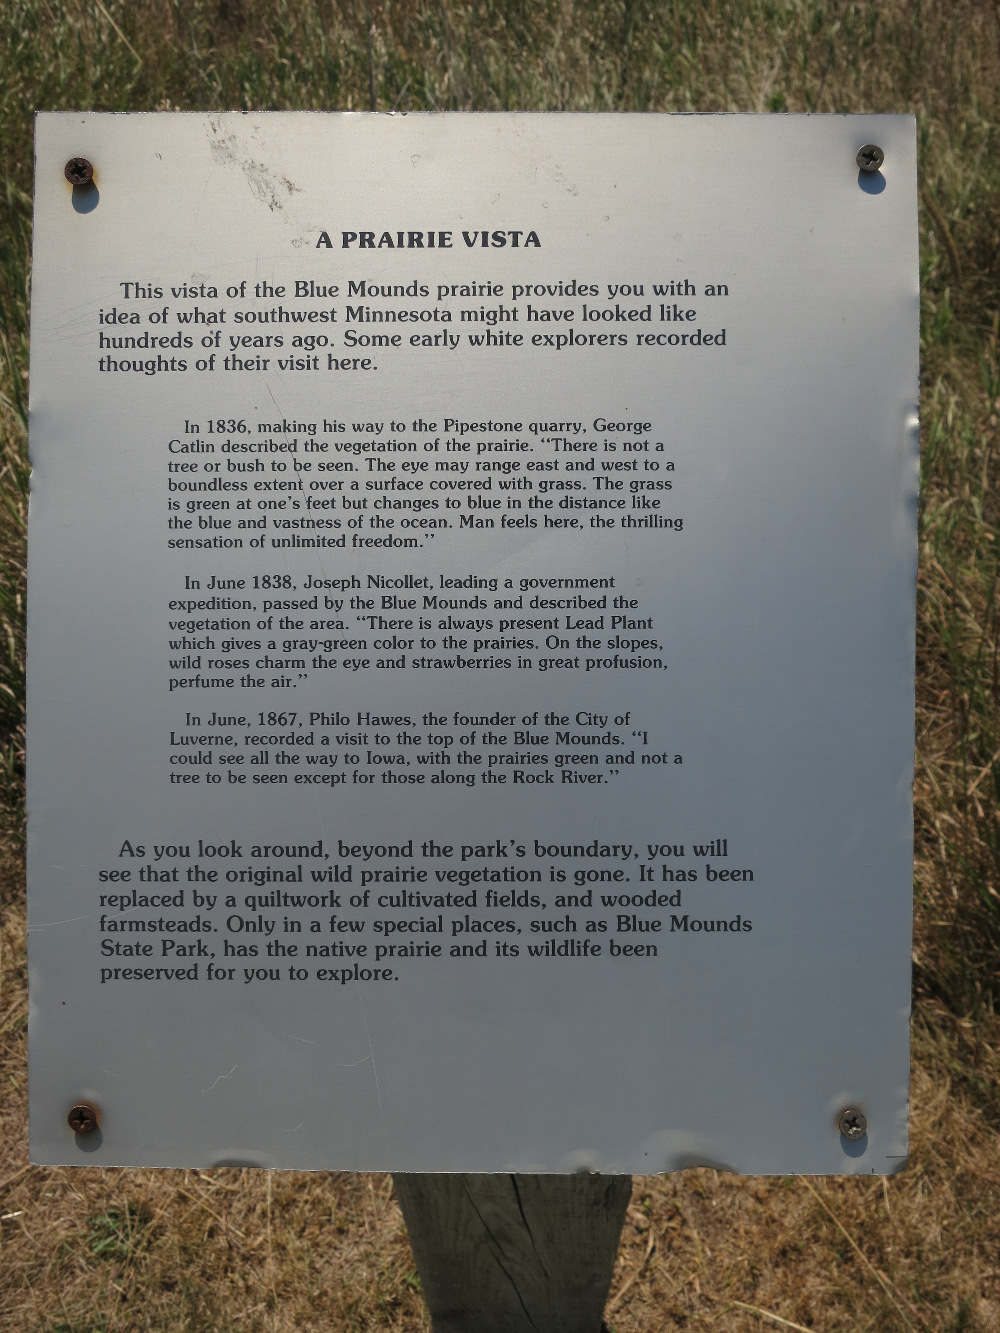 A PRAIRIE VISTA
This vista of the Blue Mounds prairie provides you with an
idea of what southwest Minnesota might have looked like
hundreds of years ago. Some early white explorers recorded
thoughts of their visit here.
In 1836, making his way to the Pipestone quarry, George
Catlin described the vegetation of the prairie. “There is not a
tree or bush to be seen. The eye may range east and west to a
boundless extent over a surface covered with grass. The grass
is green at one’s feet but changes to blue in the distance like
the blue and vastness of the ocean. Man feels here, the thrilling
sensation of unlimited freedom.”
In June 1838, Joseph Nicollet, leading a government
expedition, passed by the Blue Mounds and described the
vegetation of the area. “There is always present Lead Plant
which gives a gray-green color to the prairies. On the slopes,
wild roses charm the eye and strawberries in great profusion,
perfume the air.”
In June, 1867, Philo Hawes, the founder of the City of
Luverne, recorded a visit to the top of the Blue Mounds. “I
could see all the way to Iowa, with the prairies green and not a
tree to be seen except for those along the Rock River.”
As you look around, beyond the park’s boundary, you will
see that the original wild prairie vegetation is gone. It has been
replaced by a quiltwork of cultivated fields, and wooded
farmsteads. Only in a few special places, such as Blue Mounds
State Park, has the native prairie and its wildlife been
preserved for you to explore.